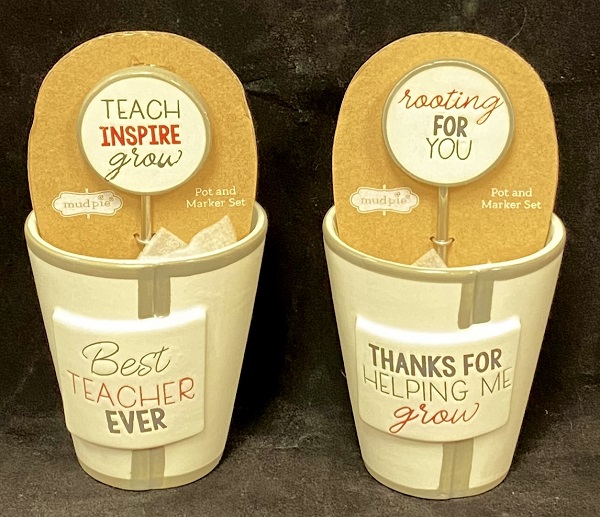 TEACH
INSPIRE
grow
mudpie
Pot and
Marker Set
Best
TEACHER
EVER
rooting
FOR
YOU
mudpie
Pot and
Marker Set
THANKS FOR
HELPING ME
grow